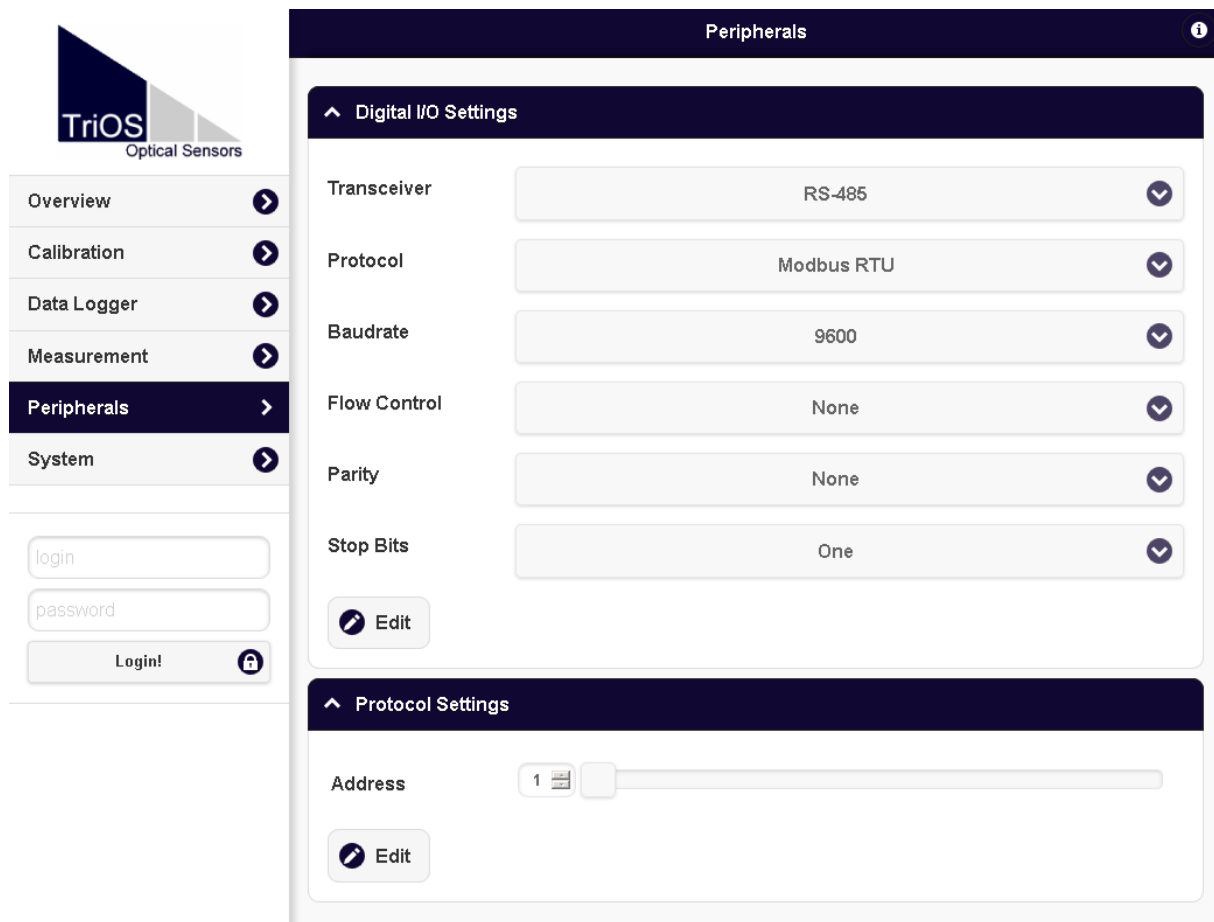 TriOS
Optical Sensors
Overview
Calibration
Data Logger
Measurement
Peripherals
System
login
password
Login!
Peripherals
Digital I/O Settings
Transceiver RS-485
Protocol Modbus RTU
Baudrate 9600
Flow Control None
Parity None
Stop Bits One
Edit
Protocol Settings
Address 1
Edit